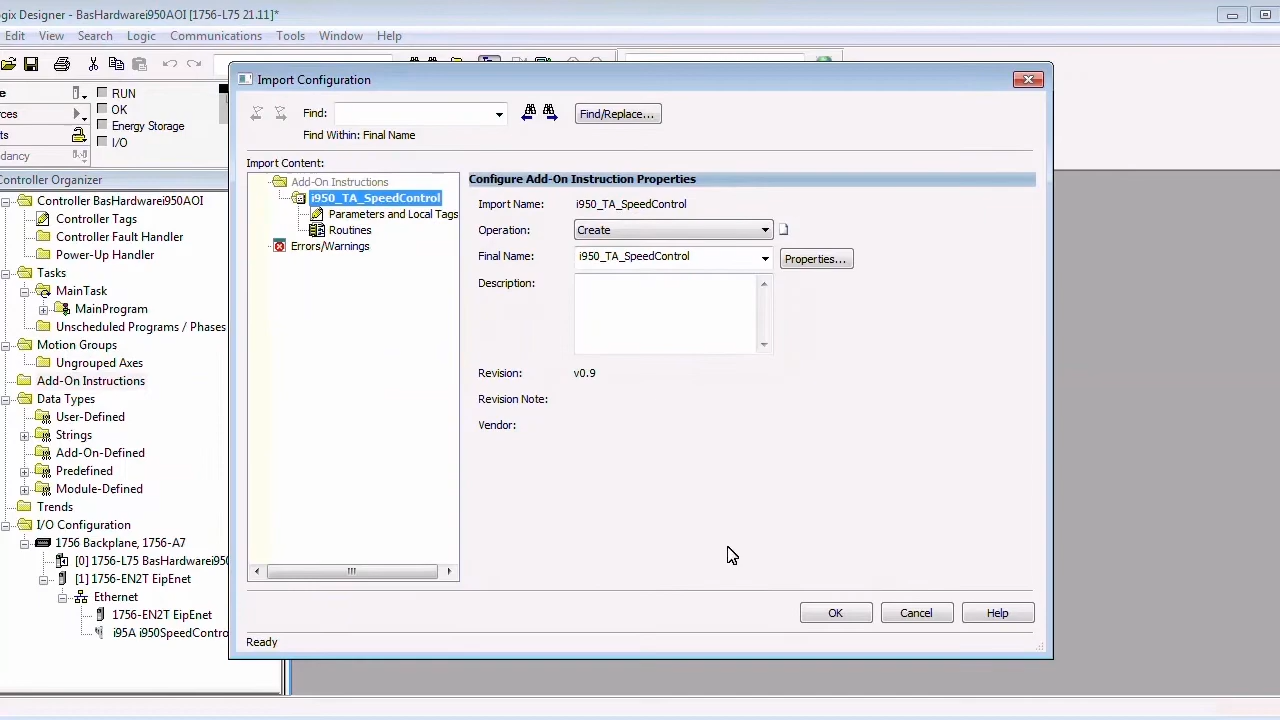 ogix Designer - BasHardwarei950AOI [1756-L75 21.11]*
Edit View Search Logic Communications Tools Window Help
RUN
OK
Energy Storage
I/O
Controller Organizer
Controller BasHardwarei950AOI
Controller Tags
Controller Fault Handler
Power-Up Handler
Tasks
MainTask
MainProgram
Unscheduled Programs / Phases
Motion Groups
Ungrouped Axes
Add-On Instructions
Data Types
User-Defined
Strings
Add-On-Defined
Predefined
Module-Defined
Trends
I/O Configuration
1756 Backplane, 1756-A7
[0] 1756-L75 BasHardwarei950
[1] 1756-EN2T EipEnet
Ethernet
1756-EN2T EipEnet
i95A i950SpeedContro
Import Configuration
Find: Find/Replace...
Find Within: Final Name
Import Content:
Add-On Instructions
i950_TA_SpeedControl
Parameters and Local Tags
Routines
Errors/Warnings
Configure Add-On Instruction Properties
Import Name: i950_TA_SpeedControl
Operation: Create
Final Name: i950_TA_SpeedControl Properties...
Description:
Revision: v0.9
Revision Note:
Vendor:
OK Cancel Help
Ready